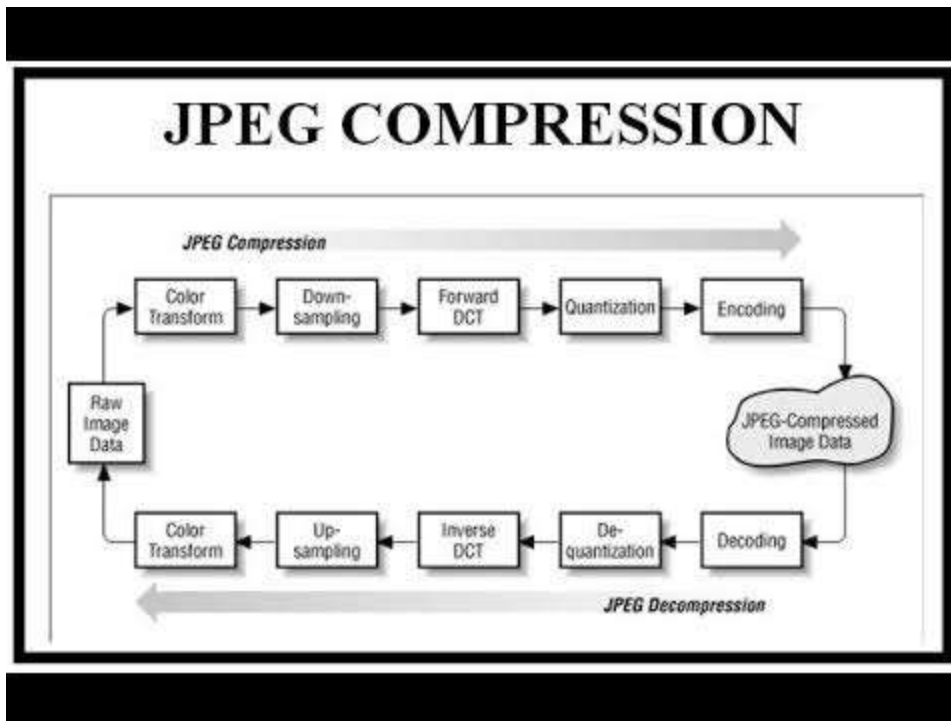 JPEG COMPRESSION
JPEG Compression
Color
Transform
Down-
sampling
Forward
DCT
Quantization
Encoding
Raw
Image
Data
JPEG-Compressed
Image Data
Color
Transform
Up-
sampling
Inverse
DCT
De-
quantization
Decoding
JPEG Decompression